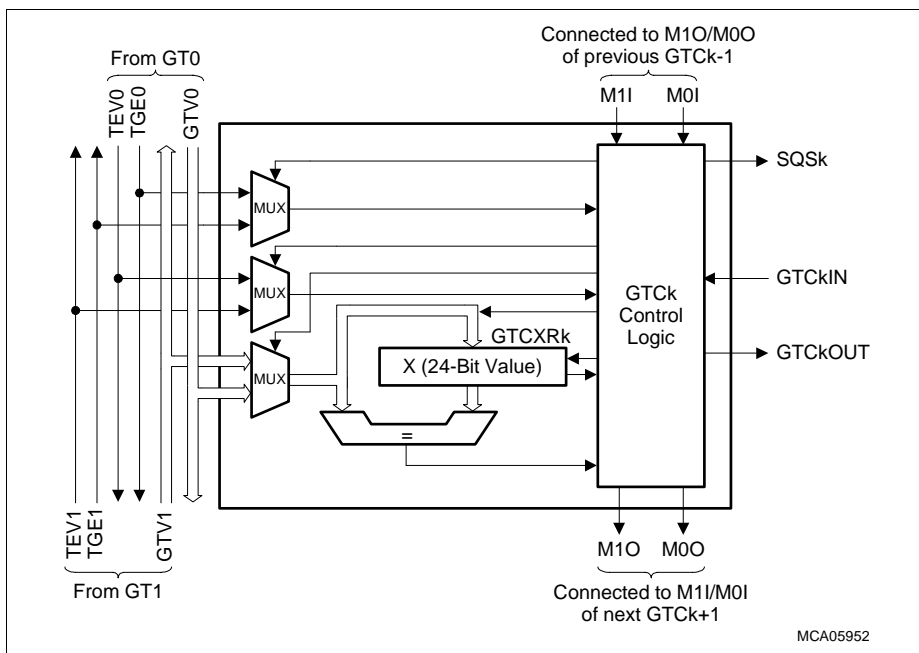 Connected to M1O/M0O
of previous GTCk-1
From GT0
M1I
M0I
TEV0
TGE0
GTV0
SQSk
MUX
MUX
GTCkIN
GTCk
Control
Logic
GTCXRk
GTCkOUT
X (24-Bit Value)
MUX
=
TEV1
TGE1
GTV1
M1O
M0O
From GT1
Connected to M1I/M0I
of next GTCk+1
MCA05952